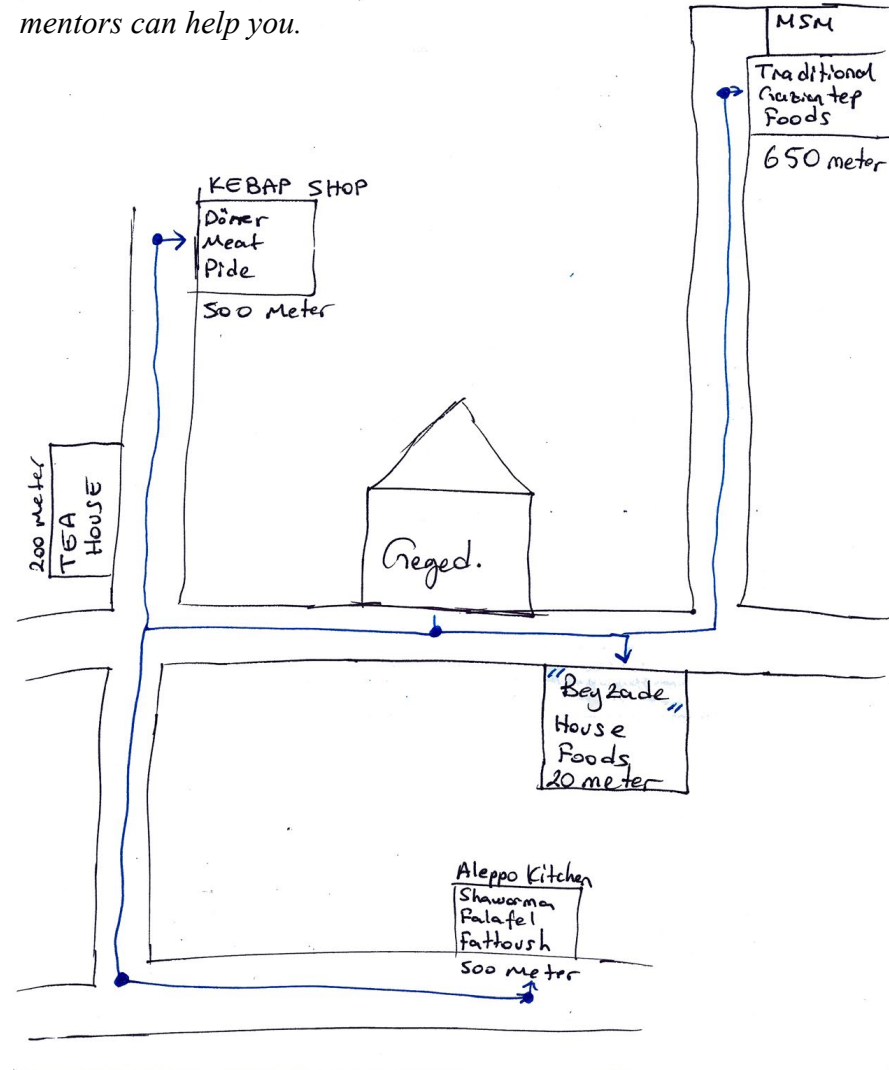 mentors can help you.
MSM
Traditional
Gaziantep
Foods
650 meter
KEBAP SHOP
Döner
Meat
Pide
500 Meter
200 meter
TEA
HOUSE
Geged.
"Beyzade"
House
Foods
20 meter
Aleppo Kitchen
Shawarma
Falafel
Fattoush
500 Meter